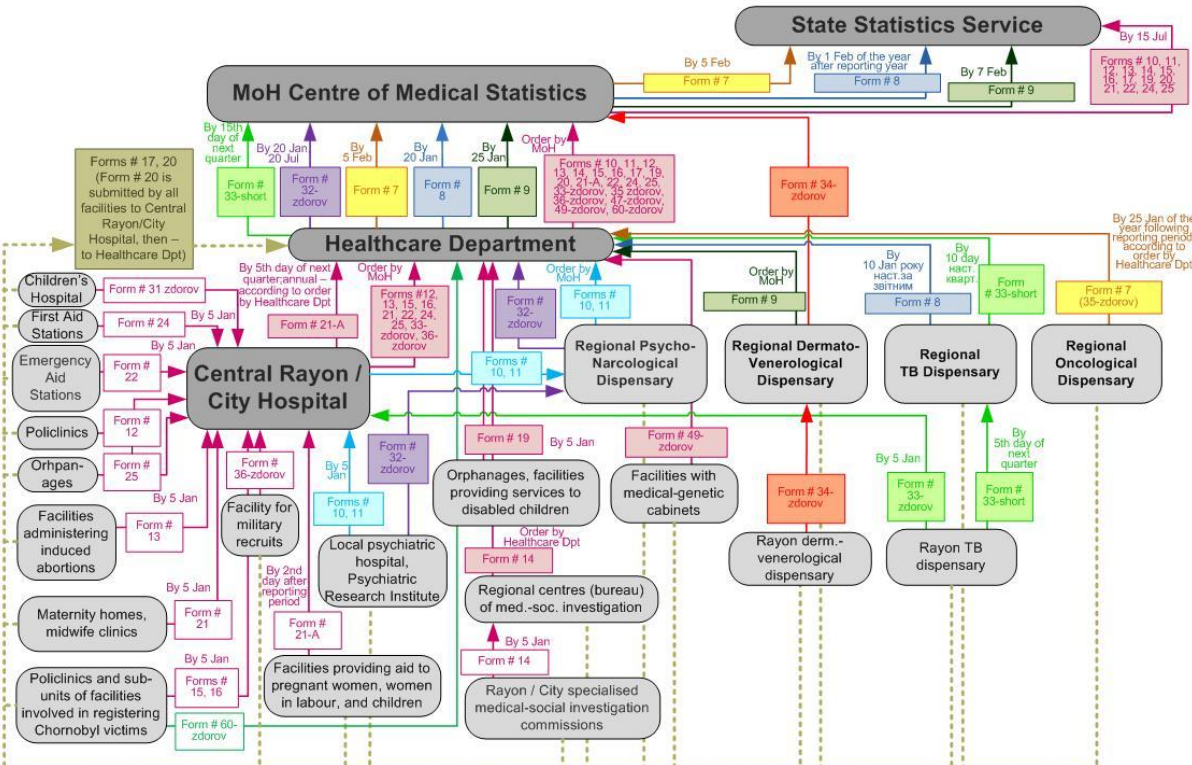 State Statistics Service
By 15 Jul
Forms # 10, 11,
12, 13, 14, 15,
16, 17, 19, 20,
21, 22, 24, 25
By 5 Feb
Form # 7
By 1 Feb of the year
after reporting year
Form # 8
By 7 Feb
Form # 9
MoH Centre of Medical Statistics
By 15th
day of
next
quarter
Form #
33-short
By 20 Jan
20 Jul
Form #
32-
zdorov
By
5 Feb
Form # 7
By
20 Jan
Form #
8
By
25 Jan
Form # 9
Order by
MoH
Forms # 10, 11, 12,
13, 14, 15, 16, 17, 19,
20, 21-A, 22, 24, 25,
33-zdorov, 35 zdorov,
36-zdorov, 47-zdorov,
49-zdorov, 60-zdorov
Form # 34-
zdorov
Forms # 17, 20
(Form # 20 is
submitted by all
facilities to Central
Rayon/City
Hospital, then –
to Healthcare Dpt)
Healthcare Department
By 25 Jan of the
year following
reporting period
according to
order by
Healthcare Dpt
Form # 7
(35-zdorov)
By 5th day of next
quarter;annual –
according to order
by Healthcare Dpt
Form # 21-A
Order by
MoH
Forms #12,
13, 15, 16,
21, 22, 24,
25, 33-
zdorov, 36-
zdorov
Form #
32-
zdorov
Order by
MoH
Forms #
10, 11
Order by
MoH
Form # 9
By
10 Jan року
наст.за
звітним
Form # 8
By
10 day
наст.
кварт.
Form
# 33-short
Children's
Hospital
Form # 31 zdorov
First Aid
Stations
Form # 24
By 5 Jan
Emergency
Aid
Stations
By 5 Jan
Form #
22
Policlinics
Form #
12
Orhpan-
ages
Form #
25
By 5 Jan
Central Rayon /
City Hospital
Forms #
10, 11
Regional Psycho-
Narcological
Dispensary
Regional Dermato-
Venerological
Dispensary
Regional
TB Dispensary
Regional
Oncological
Dispensary
Form #
32-
zdorov
Form # 19
By 5 Jan
Form # 49-
zdorov
Form #
36-zdorov
By 5
Jan
Forms #
10, 11
Facilities
administering
induced
abortions
Form #
13
Facility for
military
recruits
Local psychiatric
hospital,
Psychiatric
Research Institute
Orphanages, facilities
providing services to
disabled children
Facilities with
medical-genetic
cabinets
Form # 34-
zdorov
By 5 Jan
Form #
33-
zdorov
By
5th day of
next
quarter
Form #
33-short
Rayon derm.-
venerological
dispensary
Rayon TB
dispensary
Order by
Healthcare Dpt
Form # 14
Regional centres (bureau)
of med.-soc. investigation
By 5 Jan
Form # 14
Rayon / City specialised
medical-social investigation
commissions
Maternity homes,
midwife clinics
By 5 Jan
Form #
21
By 2nd
day after
reporting
period
Form #
21-A
Facilities providing aid to
pregnant women, women
in labour, and children
Policlinics and sub-
units of facilities
involved in registering
Chornobyl victims
By 5 Jan
Forms #
15, 16
Form # 60-
zdorov